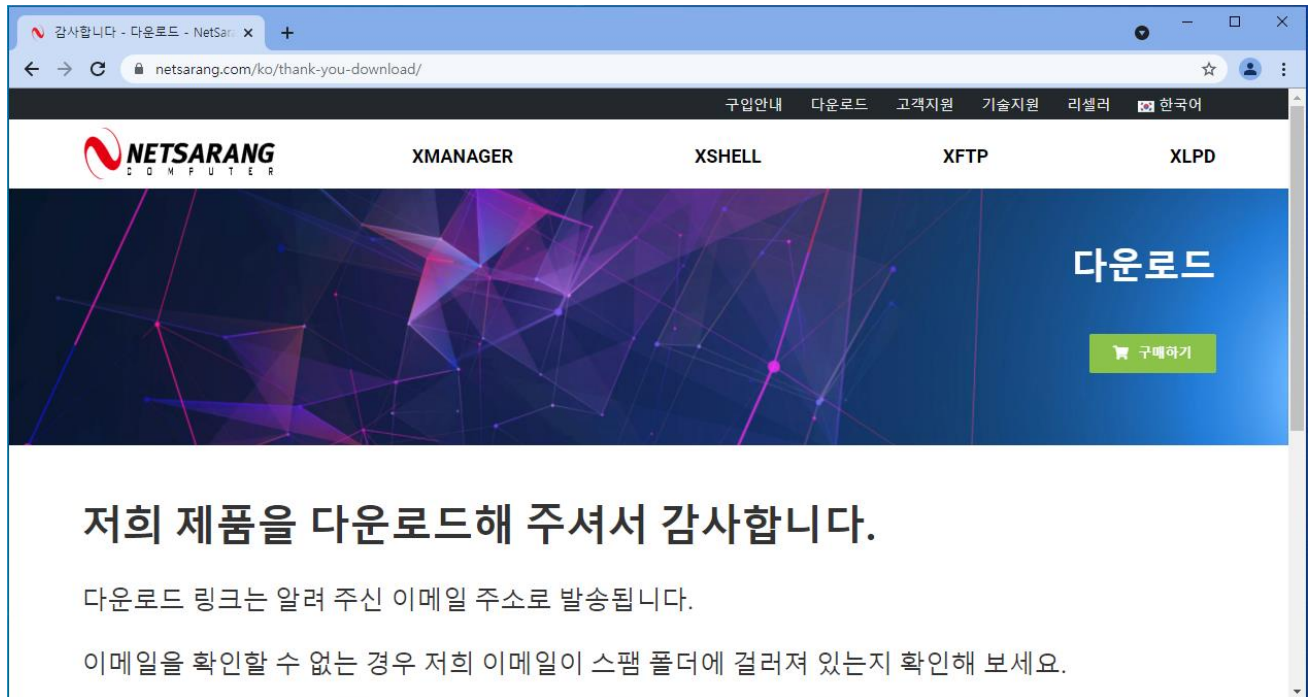 감사합니다 - 다운로드 - NetSar
netsarang.com/ko/thank-you-download/
구입안내 다운로드 고객지원 기술지원 리셀러 한국어
NETSARANG
COMPUTER
XMANAGER XSHELL XFTP XLPD
다운로드
구매하기
저희 제품을 다운로드해 주셔서 감사합니다.
다운로드 링크는 알려 주신 이메일 주소로 발송됩니다.
이메일을 확인할 수 없는 경우 저희 이메일이 스팸 폴더에 걸러져 있는지 확인해 보세요.